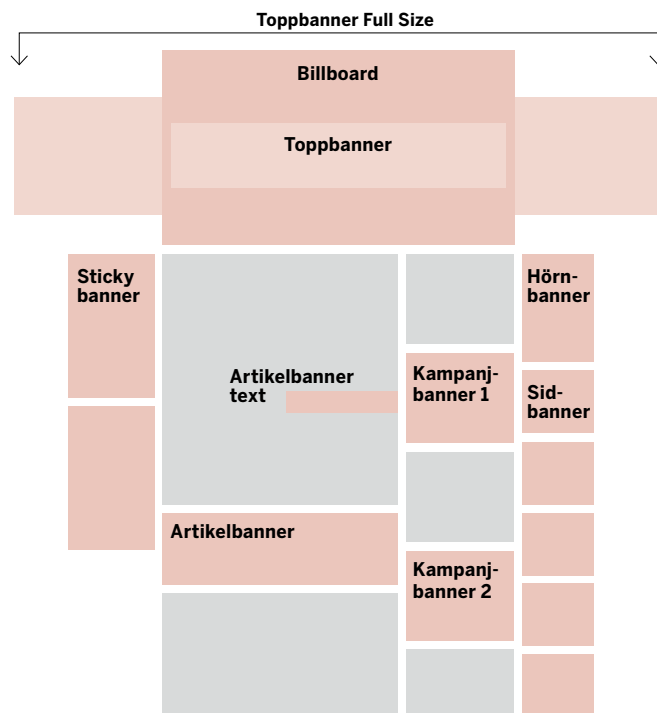 Toppbanner Full Size
Billboard
Toppbanner
Sticky
banner
Artikelbanner
text
Artikelbanner
Kampanj-
banner 1
Kampanj-
banner 2
Hörn-
banner
Sid-
banner